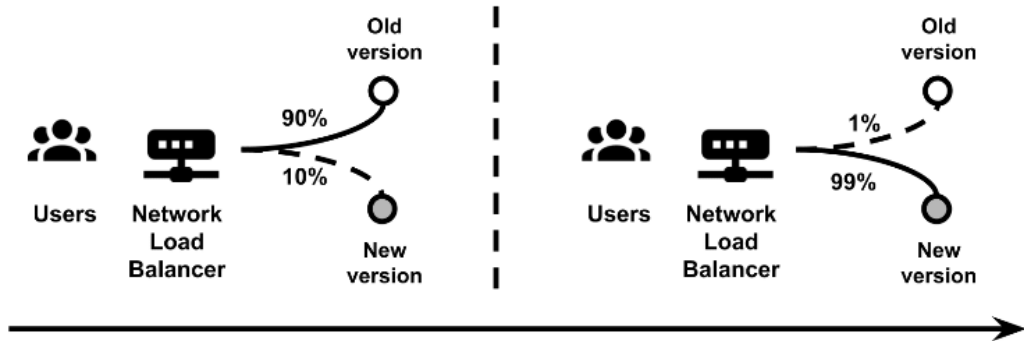 Old
version
90%
10%
Users
Network
Load
Balancer
New
version
Old
version
1%
99%
Users
Network
Load
Balancer
New
version